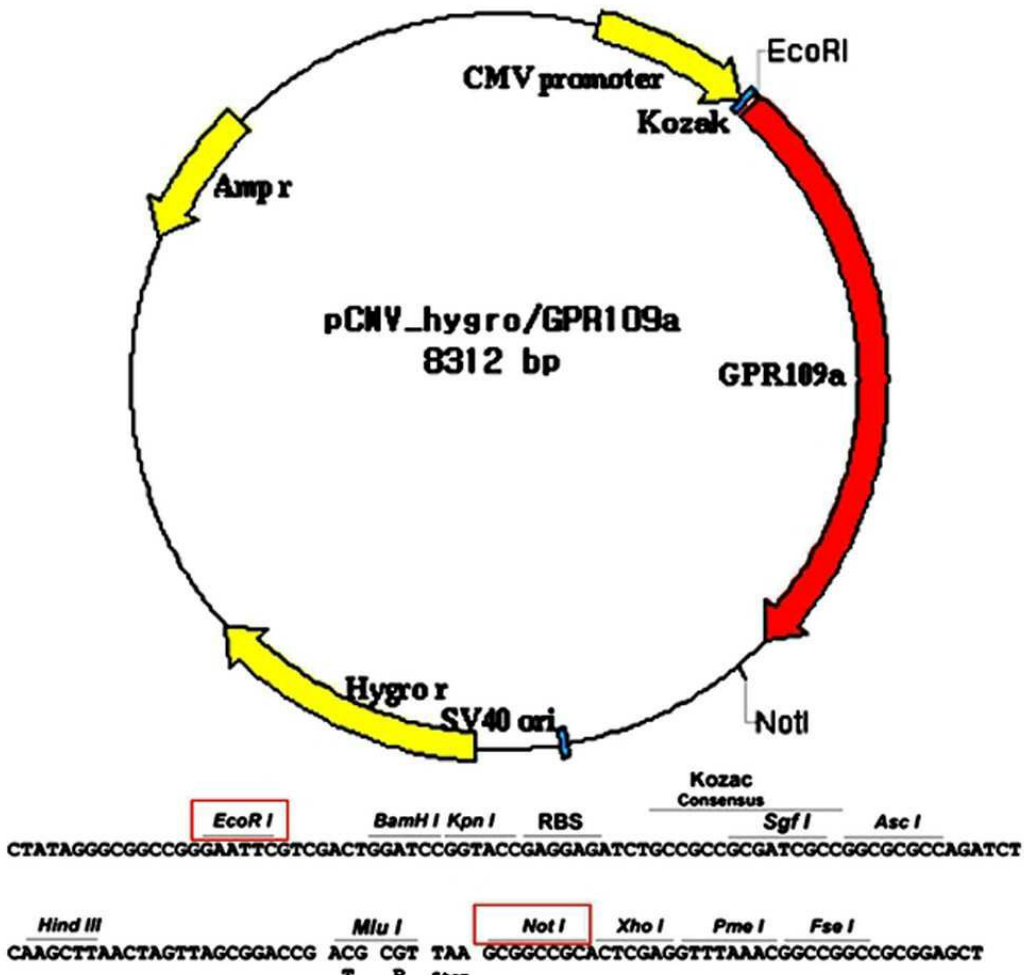 CMV promoter
EcoRI
Kozak
Amp r
pCMV_hygro/GPR109a
8312 bp
GPR109a
Hygro r
SV40 ori
NotI
Kozac
Consensus
EcoR I BamH I Kpn I RBS Sgf I Asc I
CTATAGGGCGGCCGGGAATTCGTCGACTGGATCCGGTACCGAGGAGATCTGCCGCCGCGATCGCCGGCGCGCCAGATCT
Hind III Mlu I Not I Xho I Pme I Fse I
CAAGCTTAACTAGTTAGCGGACCG ACG CGT TAA GCGGCCGCACTCGAGGTTTAAACGGCCGGCCGCGGAGCT